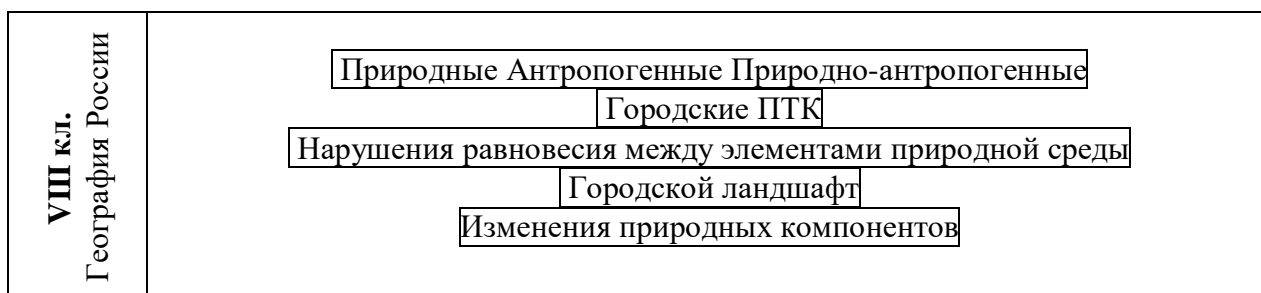 VIII кл.
География России
Природные Антропогенные Природно-антропогенные
Городские ПТК
Нарушения равновесия между элементами природной среды
Городской ландшафт
Изменения природных компонентов